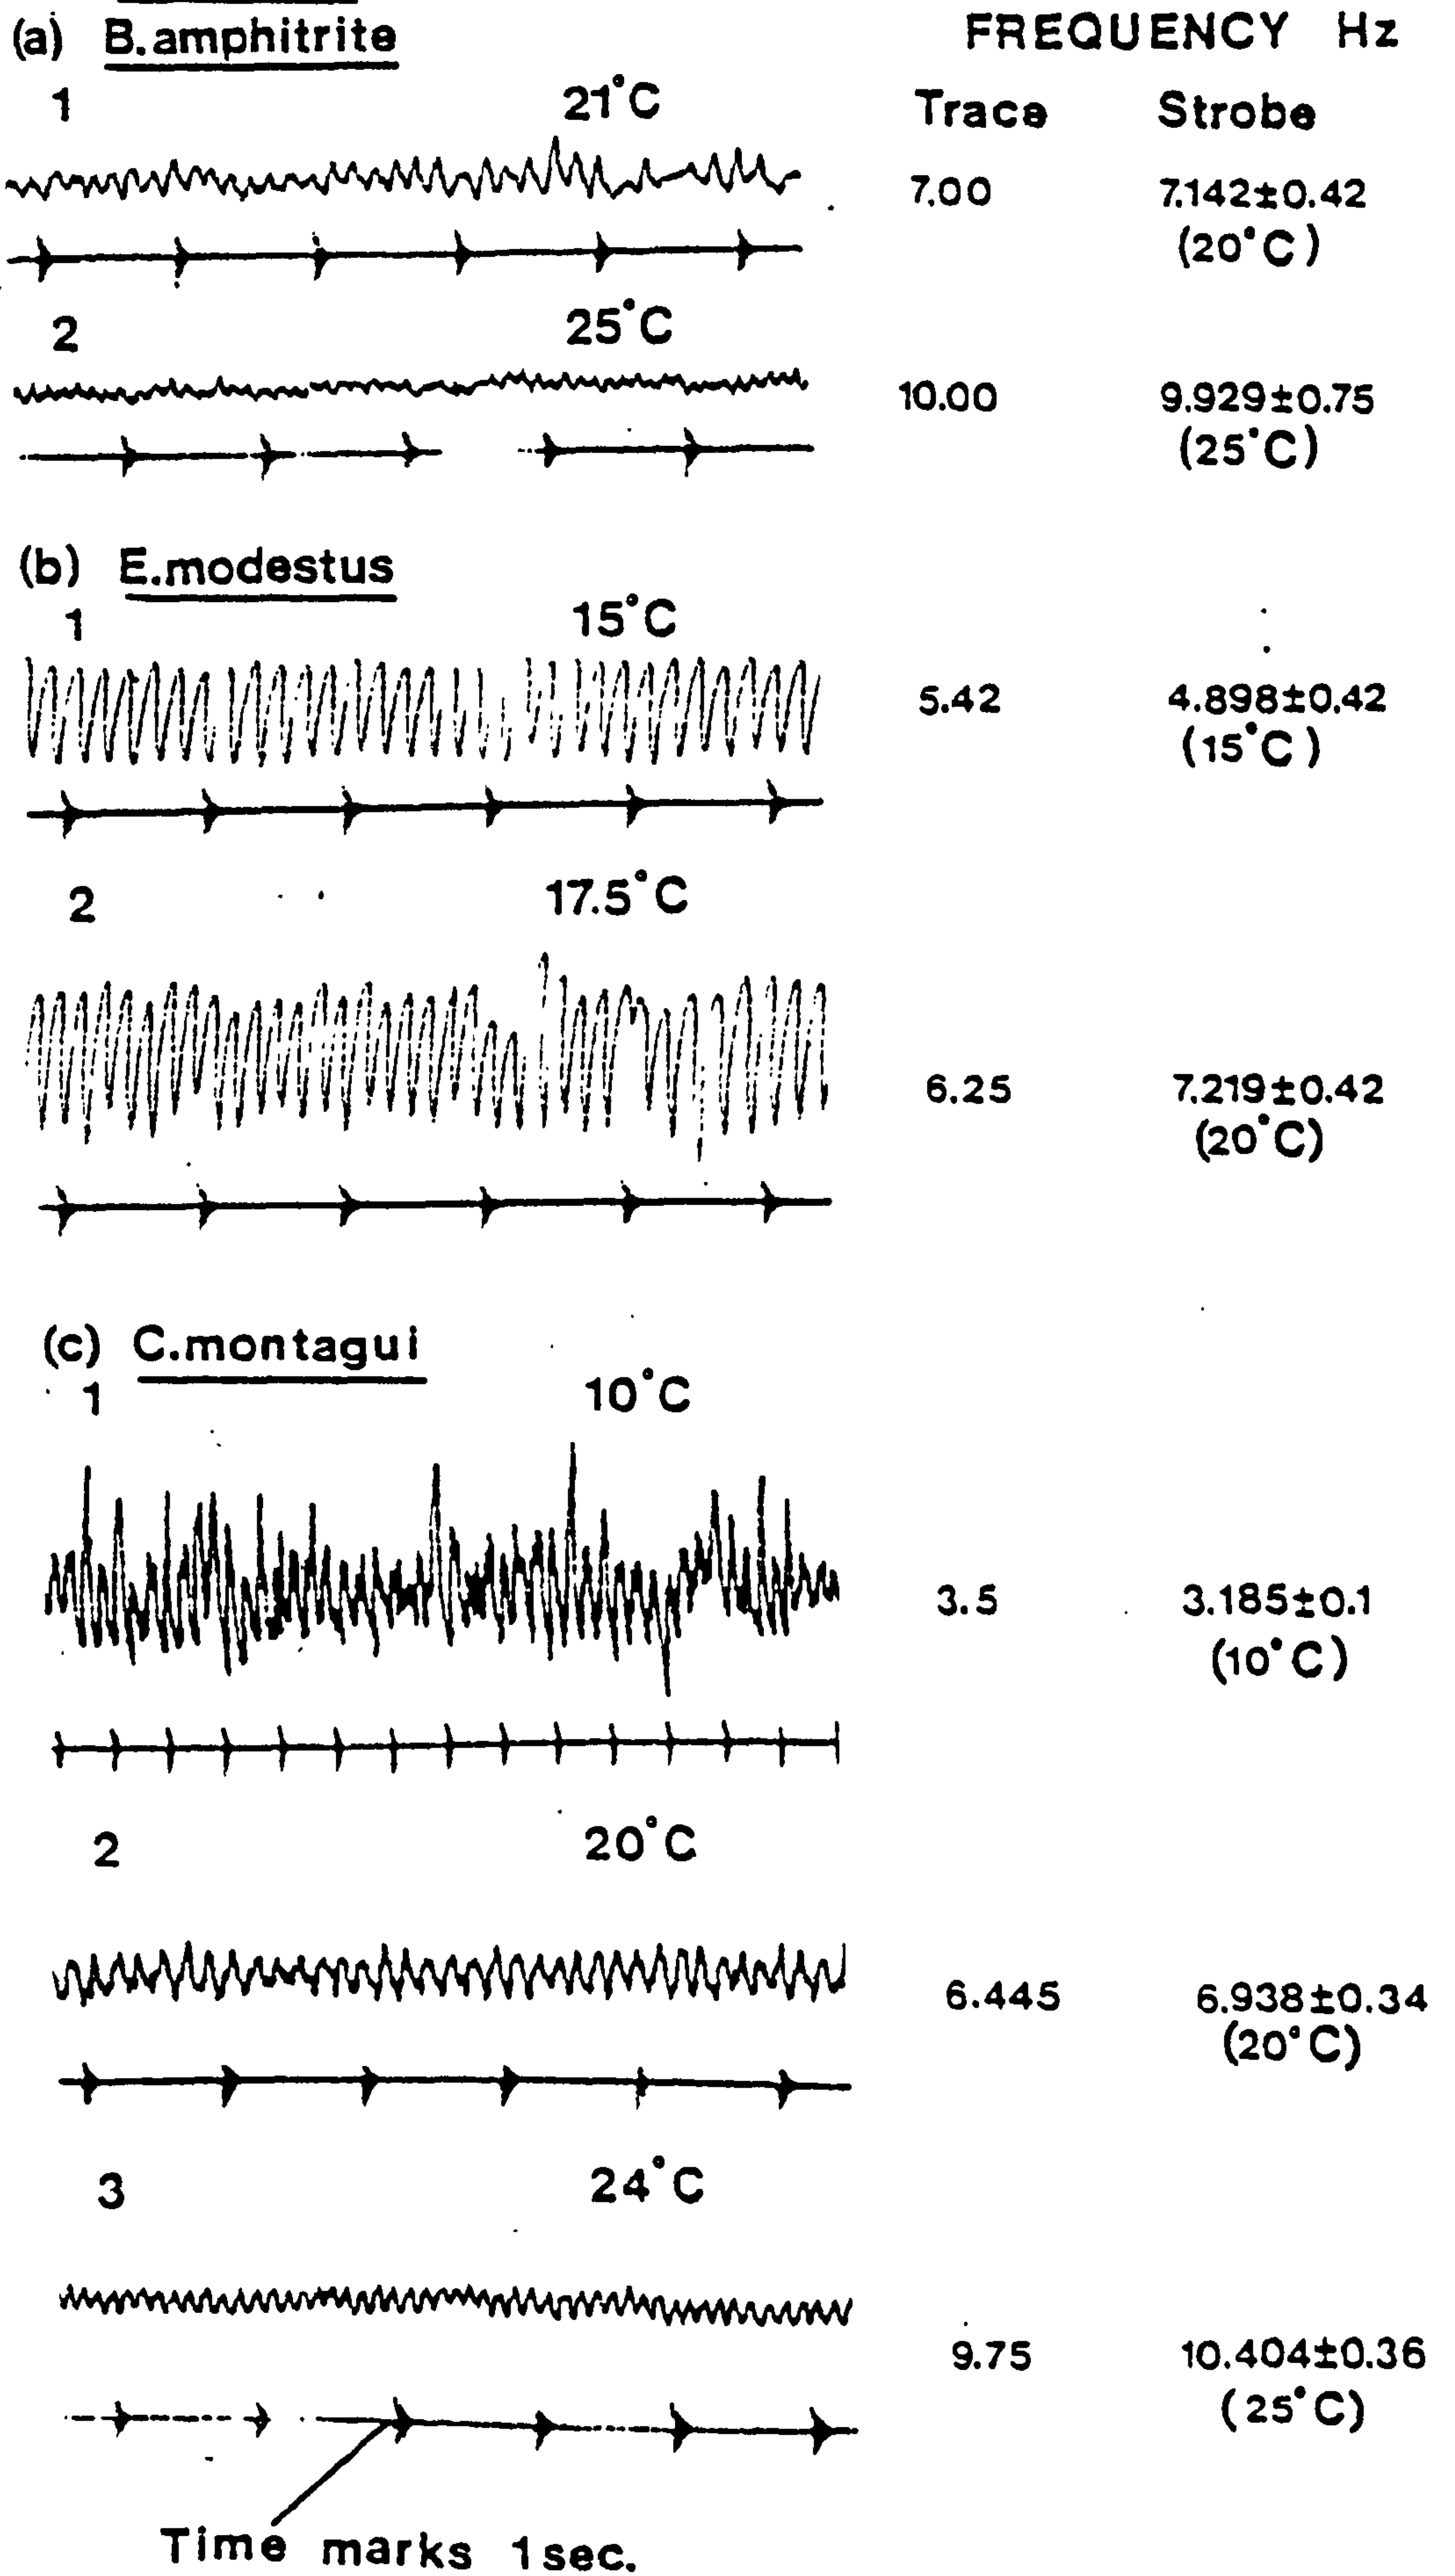 (a) B.amphitrite FREQUENCY Hz
1 21°C Trace Strobe
7.00 7.142±0.42
(20°C)
2 25°C
10.00 9.929±0.75
(25°C)
(b) E.modestus
1 15°C
5.42 4.898±0.42
(15°C)
2 17.5°C
6.25 7.219±0.42
(20°C)
(c) C.montagui
1 10°C
3.5 3.185±0.1
(10°C)
2 20°C
6.445 6.938±0.34
(20°C)
3 24°C
9.75 10.404±0.36
(25°C)
Time marks 1sec.